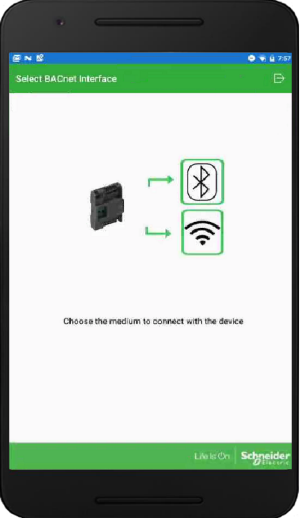 7:57
Select BACnet Interface
Choose the medium to connect with the device
Life Is On
Schneider
Electric